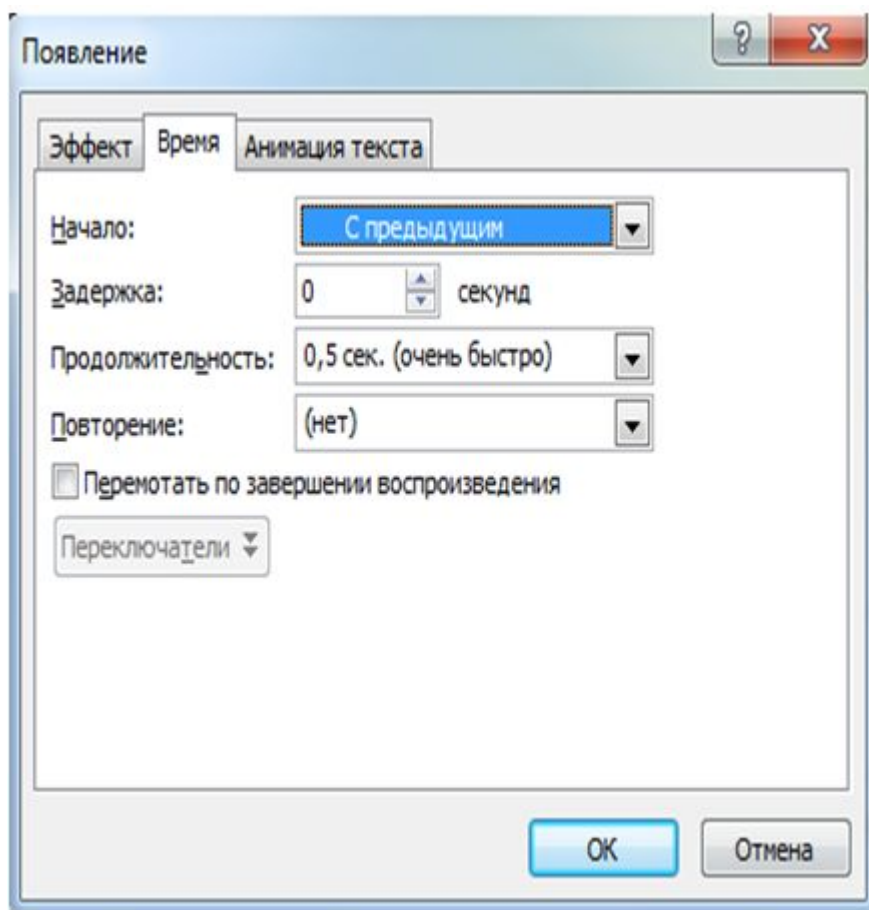 Появление
Эффект Время Анимация текста
Начало: С предыдущим
Задержка: 0 секунд
Продолжительность: 0,5 сек. (очень быстро)
Повторение: (нет)
Перемотать по завершении воспроизведения
Переключатели
ОК Отмена